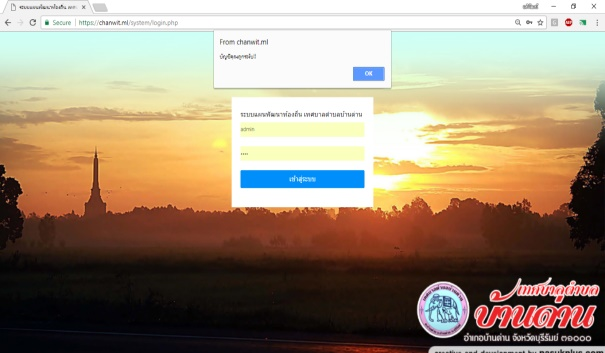 Secure https://chanwit.ml/system/login.php
From chanwit.ml
OK
ระบบแผนพัฒนาท้องถิ่น เทศบาลตำบลบ้านด่าน
admin
••••
เข้าสู่ระบบ
เทศบาลตำบล
บ้านด่าน
อำเภอบ้านด่าน จังหวัดบุรีรัมย์ ๓๑๐๐๐
creative and development by